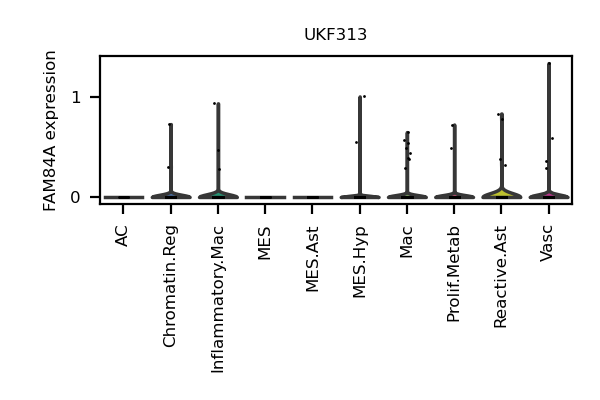 UKF313
FAM84A expression
1
0
AC
Chromatin.Reg
Inflammatory.Mac
MES
MES.Ast
MES.Hyp
Mac
Prolif.Metab
Reactive.Ast
Vasc